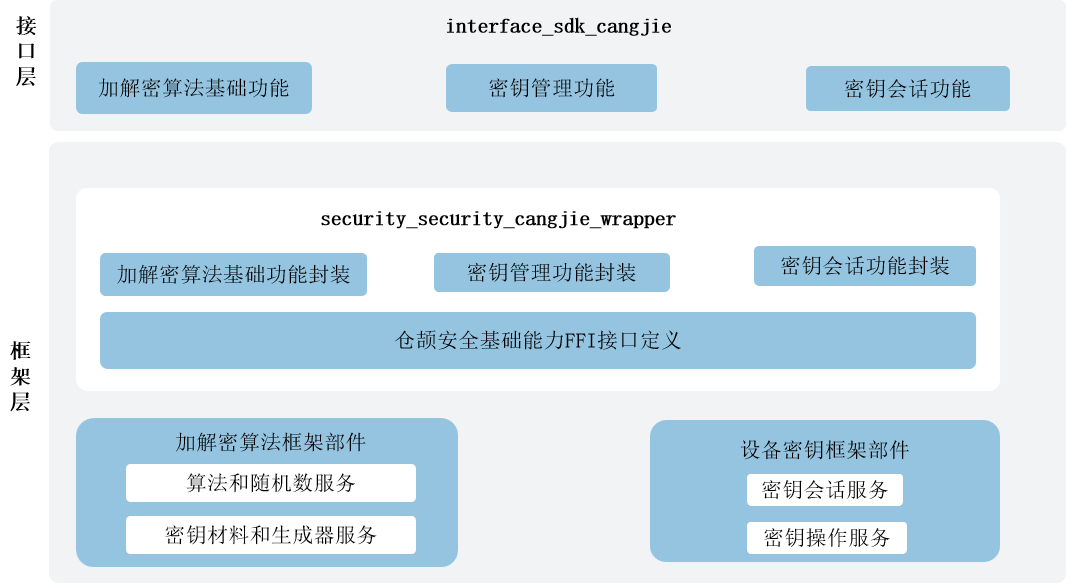 接口层
interface_sdk_cangjie
加解密算法基础功能
密钥管理功能
密钥会话功能
框架层
security_security_cangjie_wrapper
加解密算法基础功能封装
密钥管理功能封装
密钥会话功能封装
仓颉安全基础能力FFI接口定义
加解密算法框架部件
算法和随机数服务
密钥材料和生成器服务
设备密钥框架部件
密钥会话服务
密钥操作服务